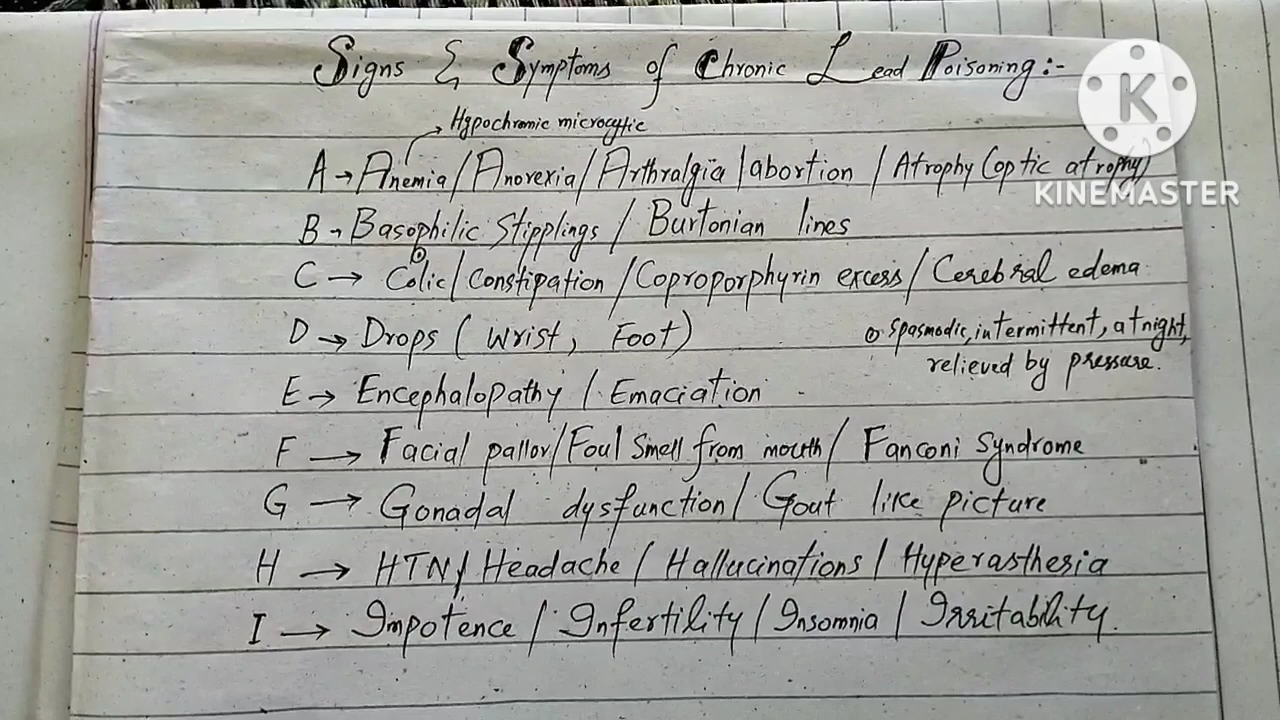 Signs & Symptoms of Chronic Lead Poisoning:-
K
KINEMASTER
Hypochromic microcytic
A → Anemia / Anorexia / Arthralgia / abortion / Atrophy (optic atrophy)
B → Basophilic Stipplings / Burtonian lines
C → Colic / Constipation / Coproporphyrin excess / Cerebral edema
D → Drops ( Wrist, Foot )
⊙ spasmodic, intermittent, at night,
relieved by pressure.
E → Encephalopathy / Emaciation
F → Facial pallor / Foul Smell from mouth / Fanconi Syndrome
G → Gonadal dysfunction / Gout like picture
H → HTN / Headache / Hallucinations / Hyperasthesia
I → Impotence / Infertility / Insomnia / Irritability.